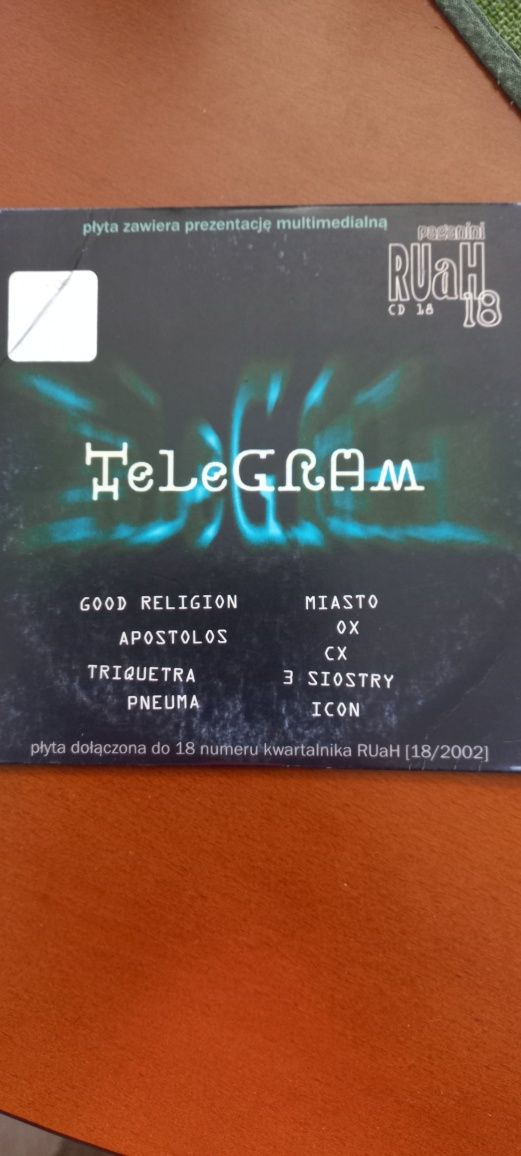 płyta zawiera prezentację multimedialną
paganini
RUaH
CD 18
18
TeLeGRAm
GOOD RELIGION
APOSTOLOS
TRIQUETRA
PNEUMA
MIASTO
OX
CX
3 SIOSTRY
ICON
płyta dołączona do 18 numeru kwartalnika RUaH [18/2002]